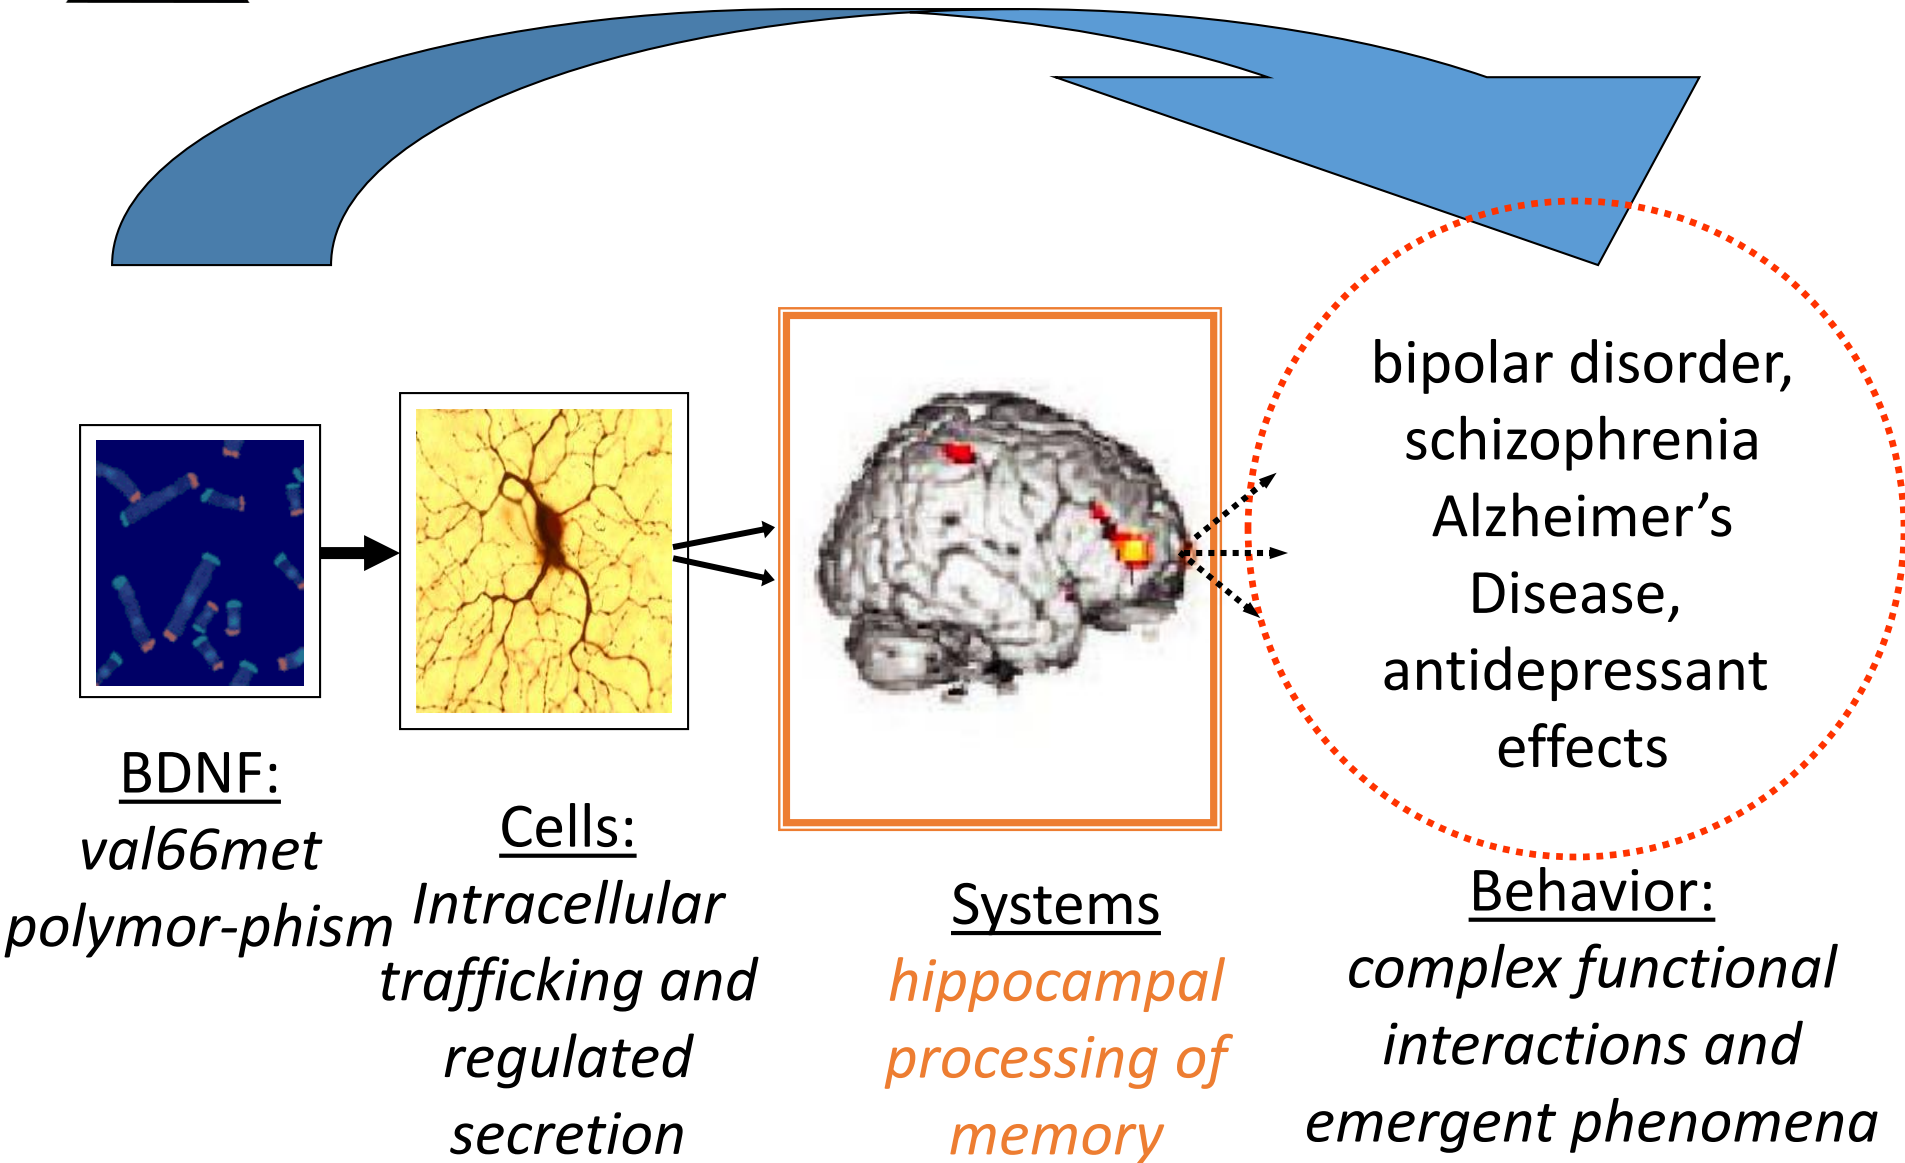 bipolar disorder,
schizophrenia
Alzheimer’s
Disease,
antidepressant
effects
BDNF:
val66met
polymor-phism
Cells:
Intracellular
trafficking and
regulated
secretion
Systems
hippocampal
processing of
memory
Behavior:
complex functional
interactions and
emergent phenomena